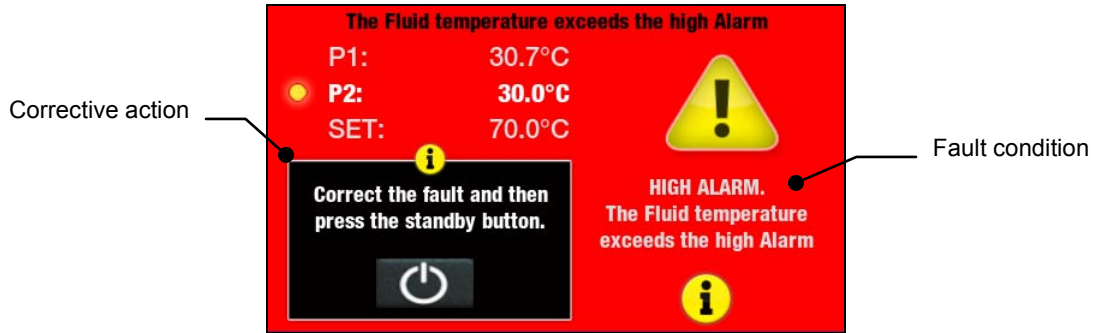 The Fluid temperature exceeds the high Alarm
P1: 30.7°C
P2: 30.0°C
SET: 70.0°C
Corrective action
Correct the fault and then
press the standby button.
Fault condition
HIGH ALARM.
The Fluid temperature
exceeds the high Alarm